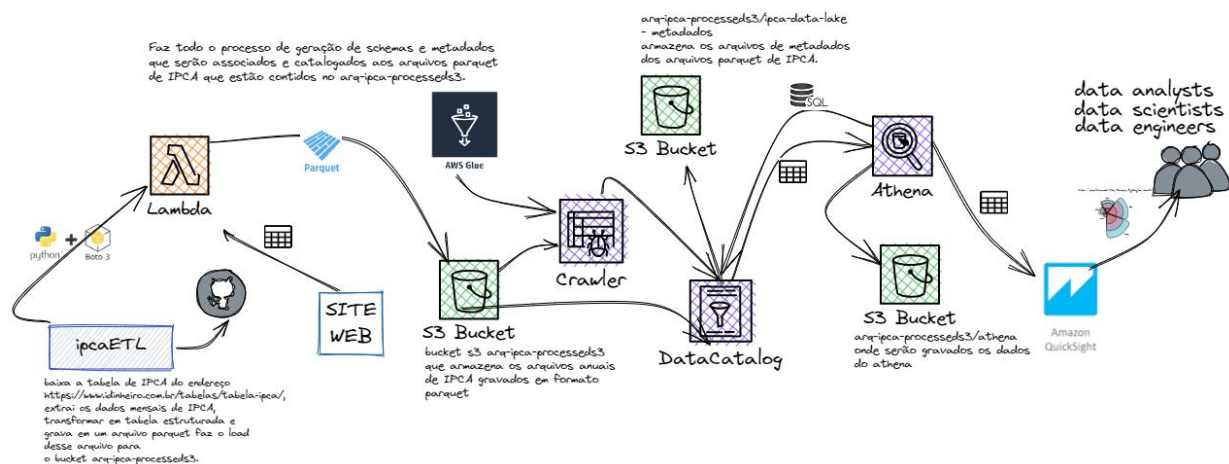 Faz todo o processo de geração de schemas e metadados
que serão associados e catalogados aos arquivos parquet
de IPCA que estão contidos no arq-ipca-processeds3.
arq-ipca-processeds3/ipca-data-lake
- metadados
armazena os arquivos de metadados
dos arquivos parquet de IPCA.
SQL
data analysts
data scientists
data engineers
AWS Glue
S3 Bucket
Parquet
Lambda
Athena
python
+
Boto 3
Crawler
SITE
WEB
S3 Bucket
bucket s3 arq-ipca-processeds3
que armazena os arquivos anuais
de IPCA gravados em formato
parquet
DataCatalog
S3 Bucket
arq-ipca-processeds3/athena
onde serão gravados os dados
do athena
Amazon
QuickSight
ipcaETL
baixa a tabela de IPCA do endereço
https://www.idinheiro.com.br/tabelas/tabela-ipca/,
extrai os dados mensais de IPCA,
transformar em tabela estruturada e
grava em um arquivo parquet faz o load
desse arquivo para
o bucket arq-ipca-processeds3.